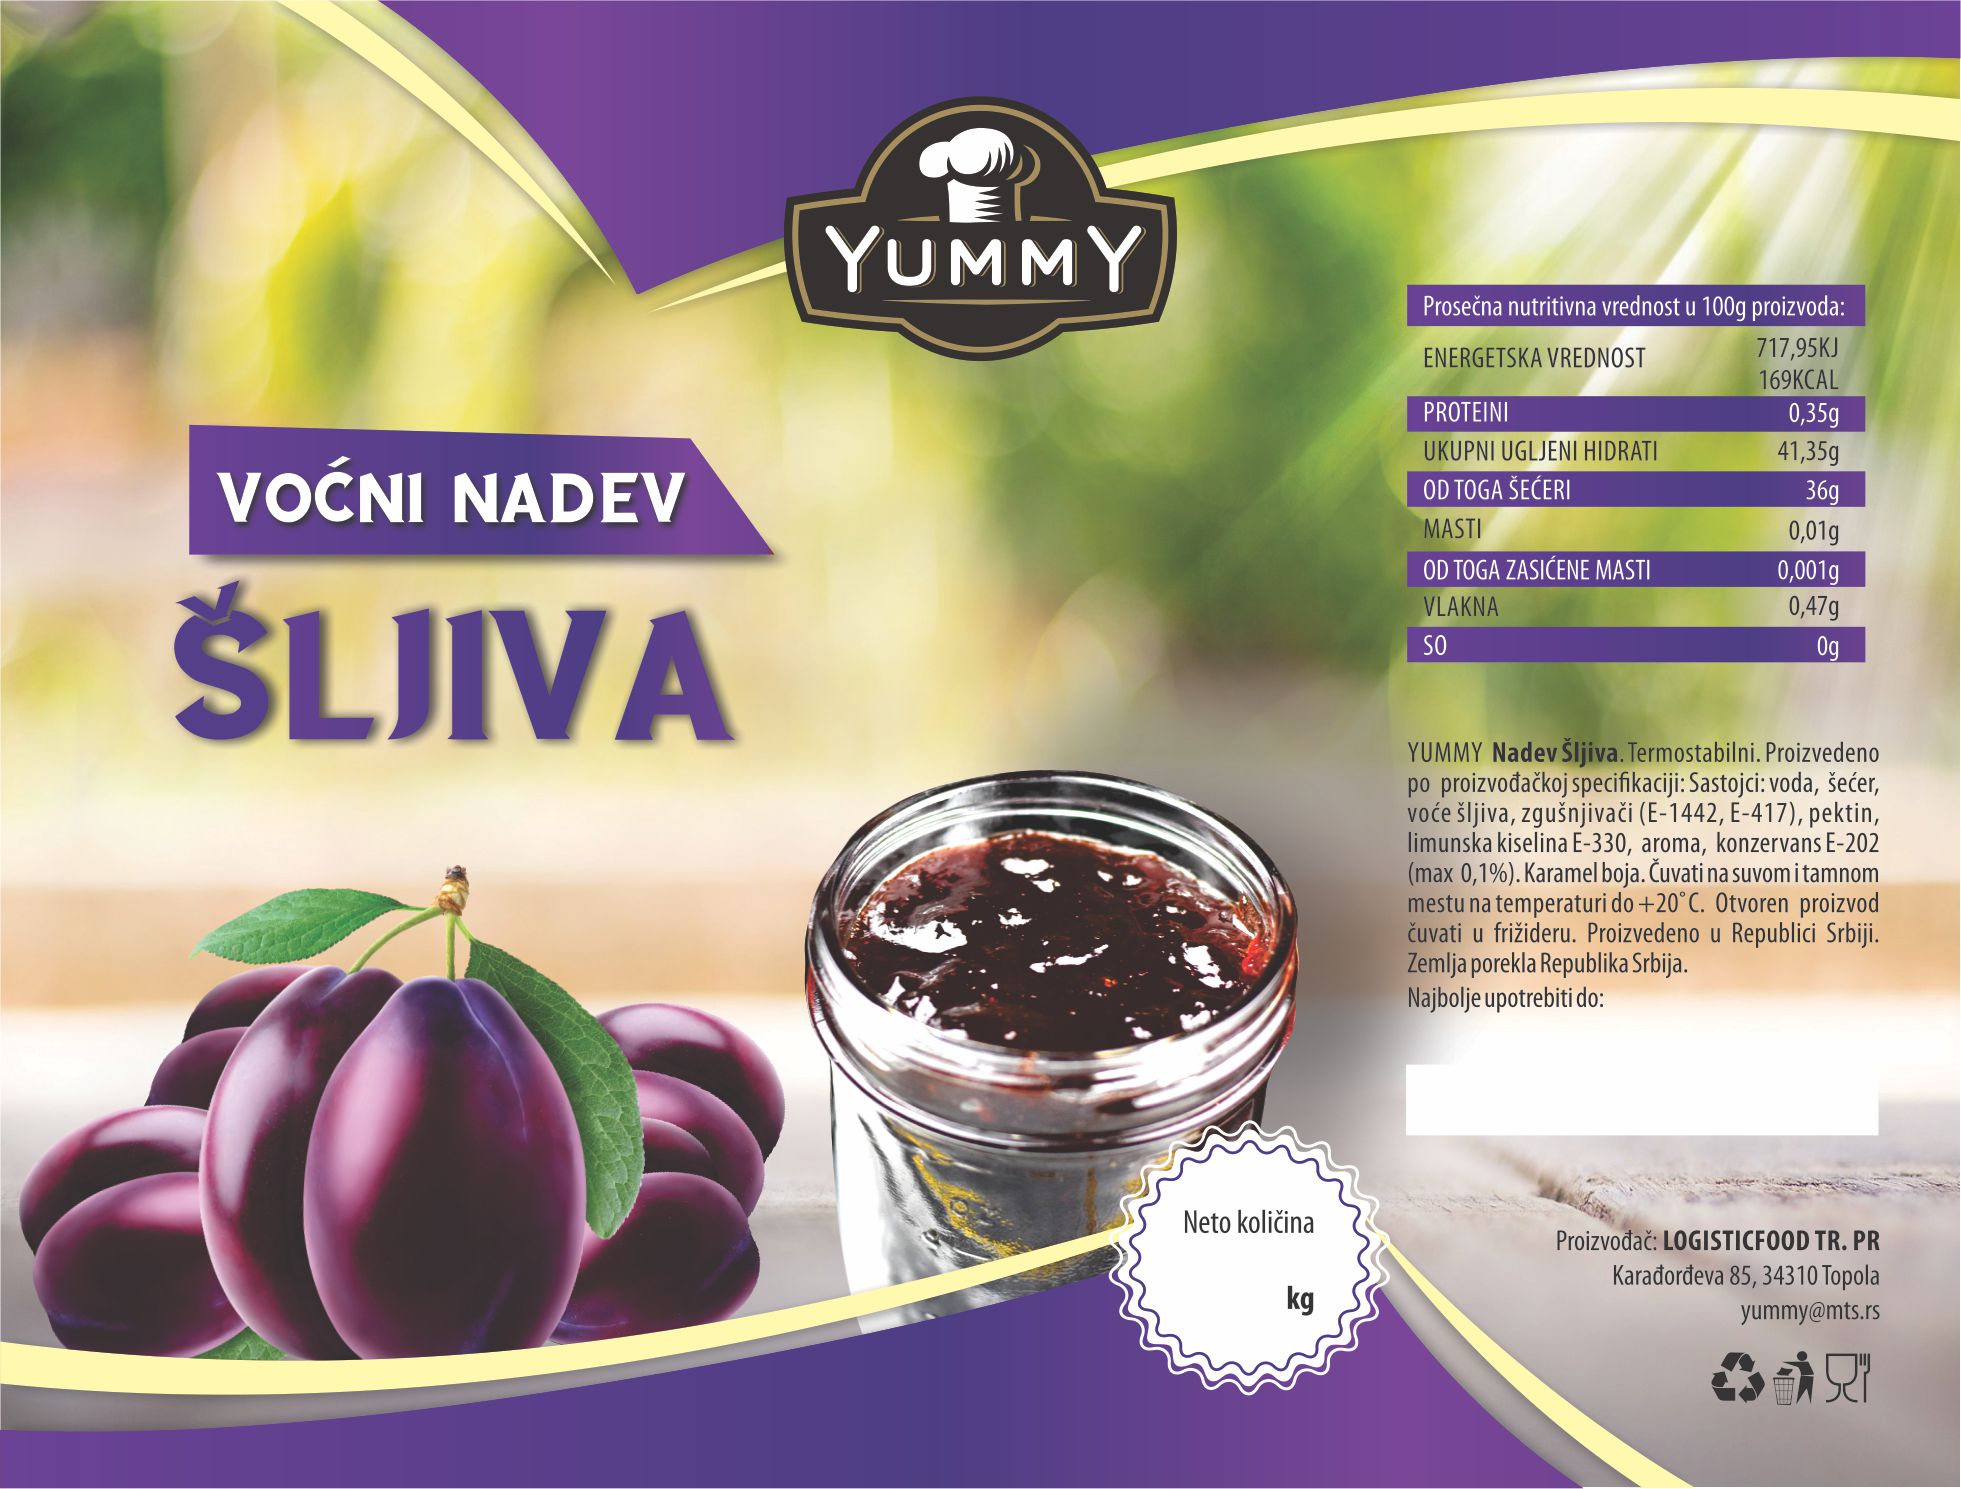 YUMMY
VOĆNI NADEV
ŠLJIVA
Prosečna nutritivna vrednost u 100g proizvoda:
ENERGETSKA VREDNOST 717,95KJ
169KCAL
PROTEINI 0,35g
UKUPNI UGLJENI HIDRATI 41,35g
OD TOGA ŠEĆERI 36g
MASTI 0,01g
OD TOGA ZASIĆENE MASTI 0,001g
VLAKNA 0,47g
SO 0g
YUMMY Nadev Šljiva. Termostabilni. Proizvedeno
po proizvođačkoj specifikaciji: Sastojci: voda, šećer,
voće šljiva, zgušnjivači (E-1442, E-417), pektin,
limunska kiselina E-330, aroma, konzervans E-202
(max 0,1%). Karamel boja. Čuvati na suvom i tamnom
mestu na temperaturi do +20°C. Otvoren proizvod
čuvati u frižideru. Proizvedeno u Republici Srbiji.
Zemlja porekla Republika Srbija.
Najbolje upotrebiti do:
Neto količina
kg
Proizvođač: LOGISTICFOOD TR. PR
Karađorđeva 85, 34310 Topola
yummy@mts.rs